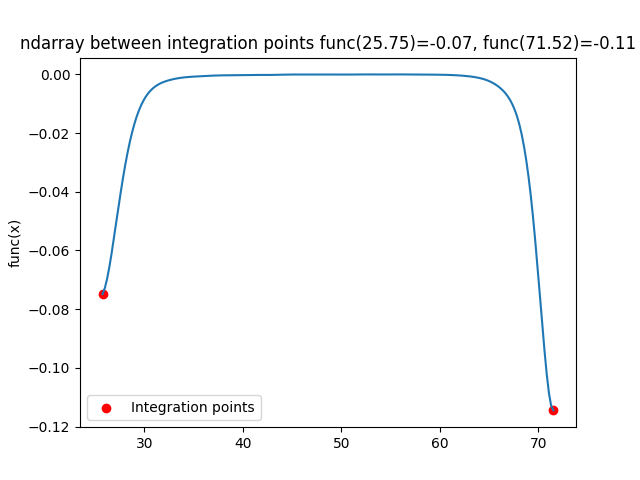 ndarray between integration points func(25.75)=-0.07, func(71.52)=-0.11
0.00
−0.02
−0.04
−0.06
−0.08
−0.10
−0.12
func(x)
Integration points
30 40 50 60 70